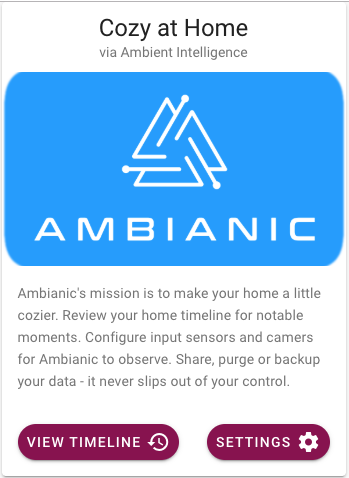 Cozy at Home
via Ambient Intelligence
AMBIANIC
Ambianic's mission is to make your home a little
cozier. Review your home timeline for notable
moments. Configure input sensors and camers
for Ambianic to observe. Share, purge or backup
your data - it never slips out of your control.
VIEW TIMELINE
SETTINGS